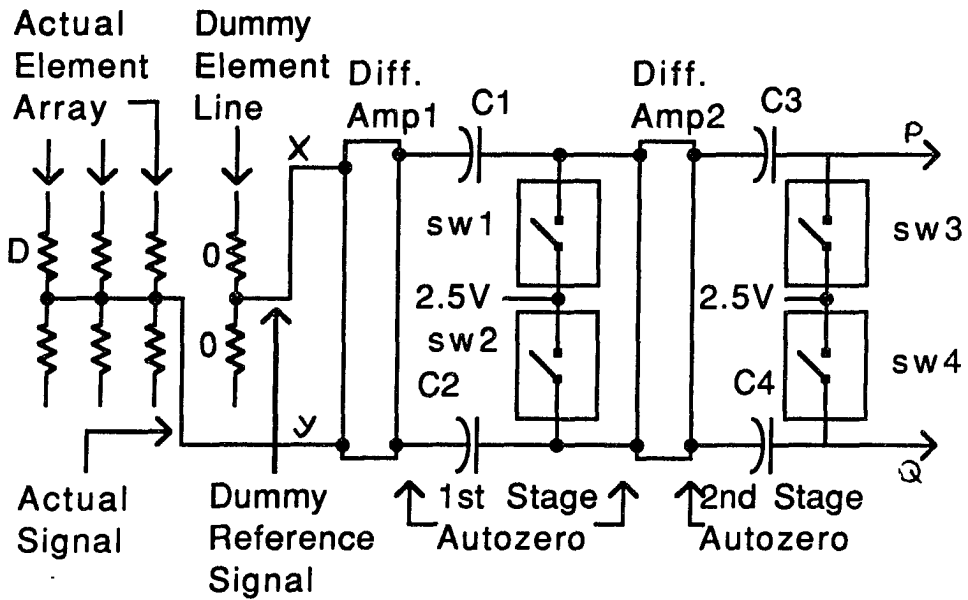 Actual
Element
Array
Dummy
Element
Line
Diff.
Amp1
C1
Diff.
Amp2
C3
X
P
D
0
sw1
sw3
2.5V
2.5V
0
sw2
sw4
C2
C4
y
Q
Actual
Signal
Dummy
Reference
Signal
1st Stage
Autozero
2nd Stage
Autozero